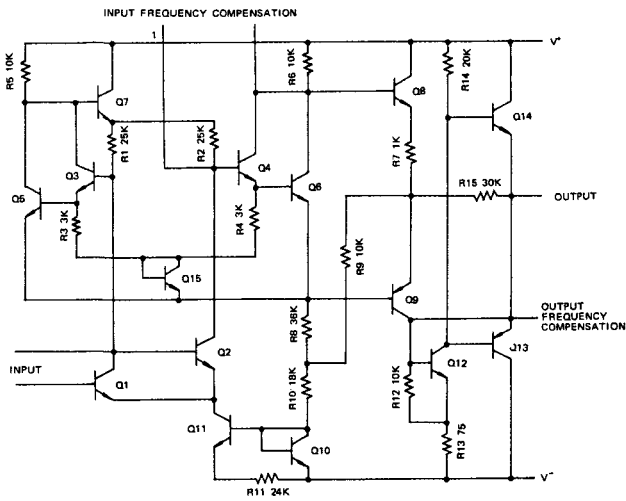 INPUT FREQUENCY COMPENSATION
1
V+
R5 10K
R6 10K
R14 20K
Q7
Q8
Q14
R1 25K
R2 25K
R7 1K
Q3
Q4
Q5
Q6
R15 30K
OUTPUT
R3 3K
R4 3K
R9 10K
Q15
Q9
OUTPUT
FREQUENCY
COMPENSATION
R8 36K
Q2
Q12
Q13
INPUT
Q1
R10 18K
R12 10K
Q11
Q10
R13 75
R11 24K
V-